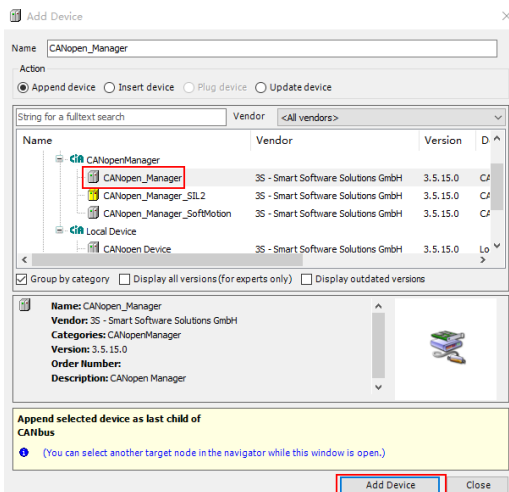 Add Device
Name CANopen_Manager
Action
Append device Insert device Plug device Update device
String for a fulltext search Vendor <All vendors>
Name Vendor Version D
CiA CANopenManager
CANopen_Manager 3S - Smart Software Solutions GmbH 3.5.15.0 CA
CANopen_Manager_SIL2 3S - Smart Software Solutions GmbH 3.5.15.0 CA
CANopen_Manager_SoftMotion 3S - Smart Software Solutions GmbH 3.5.15.0 CA
CiA Local Device
CANopen Device 3S - Smart Software Solutions GmbH 3.5.15.0 Lo
Group by category Display all versions (for experts only) Display outdated versions
Name: CANopen_Manager
Vendor: 3S - Smart Software Solutions GmbH
Categories: CANopenManager
Version: 3.5.15.0
Order Number:
Description: CANopen Manager
Append selected device as last child of
CANbus
(You can select another target node in the navigator while this window is open.)
Add Device Close